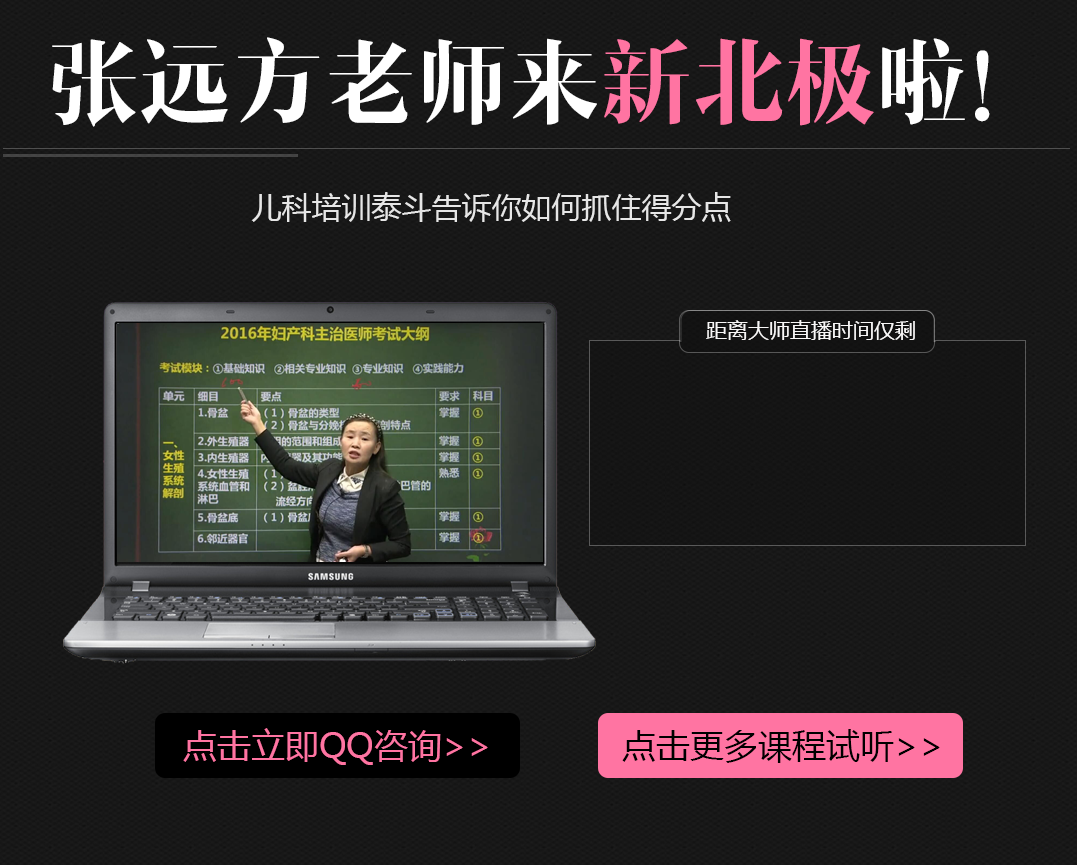 张远方老师来新北极啦!
儿科培训泰斗告诉你如何抓住得分点
距离大师直播时间仅剩
2016年妇产科主治医师考试大纲
考试模块：①基础知识 ②相关专业知识 ③专业知识 ④实践能力
单元 细目 要点 要求 科目
一、女性生殖系统解剖
1.骨盆 （1）骨盆的类型 掌握 ①
（2）骨盆与分娩 剖特点
2.外生殖器 的范围和组成 掌握 ①
3.内生殖器 内 器及其功能 掌握 ①
4.女性生殖系统血管和淋巴 （1） 熟悉 ①
（2）盆腔 巴管的
流经方向
5.骨盆底 （1）骨盆 掌握 ①
6.邻近器官 掌握 ①
SAMSUNG
点击立即QQ咨询>>
点击更多课程试听>>